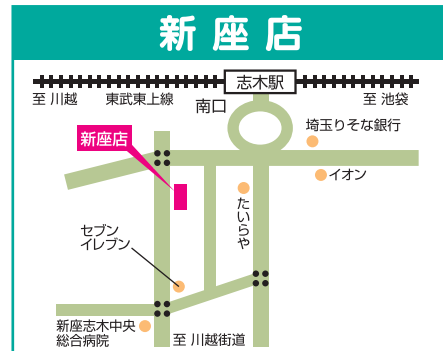 新座店
志木駅
至 川越
東武東上線
南口
至 池袋
埼玉りそな銀行
新座店
イオン
たいらや
セブン
イレブン
新座志木中央
総合病院
至 川越街道